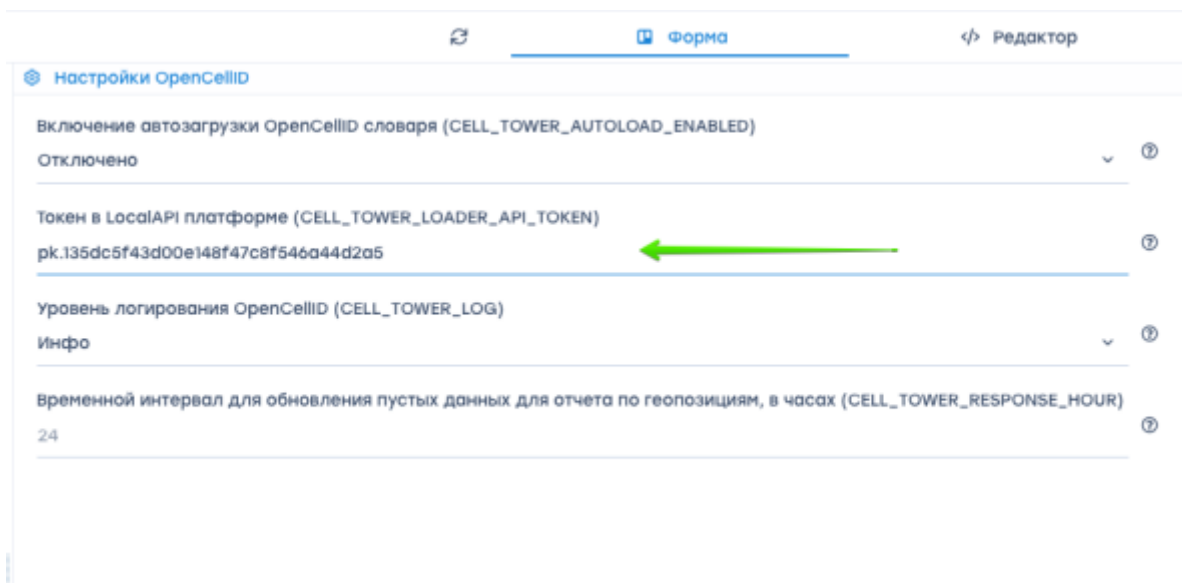 Форма
</> Редактор
Настройки OpenCellID
Включение автозагрузки OpenCellID словаря (CELL_TOWER_AUTOLOAD_ENABLED)
Отключено
Токен в LocalAPI платформе (CELL_TOWER_LOADER_API_TOKEN)
pk.135dc5f43d00e148f47c8f546a44d2a5
Уровень логирования OpenCellID (CELL_TOWER_LOG)
Инфо
Временной интервал для обновления пустых данных для отчета по геопозициям, в часах (CELL_TOWER_RESPONSE_HOUR)
24